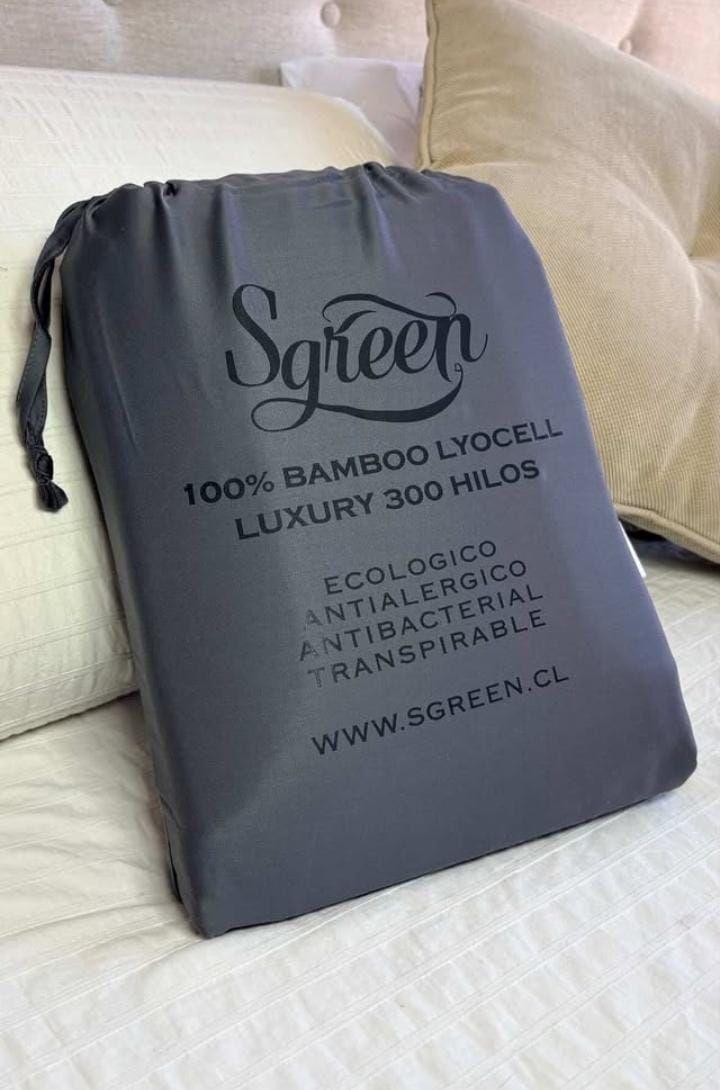 Sgreen
100% BAMBOO LYOCELL
LUXURY 300 HILOS
ECOLOGICO
ANTIALERGICO
ANTIBACTERIAL
TRANSPIRABLE
WWW.SGREEN.CL